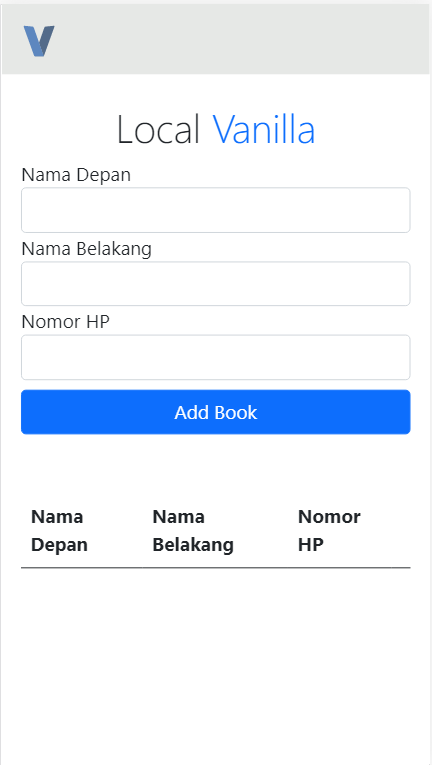 V
Local Vanilla
Nama Depan
Nama Belakang
Nomor HP
Add Book
Nama Depan
Nama Belakang
Nomor HP